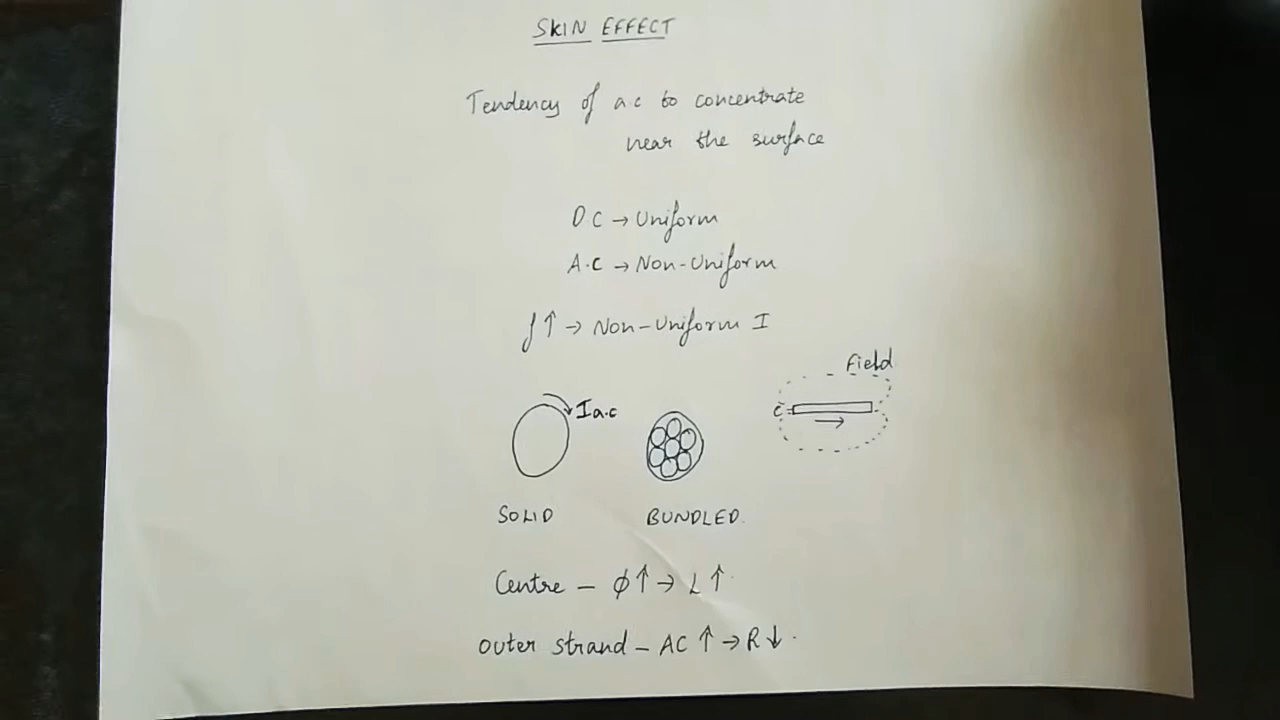 SKIN EFFECT
Tendency of a.c to concentrate
near the surface
DC → Uniform
A.C → Non-Uniform
f ↑ → Non-Uniform I
Field
I a.c
C
SOLID
BUNDLED.
Centre – ϕ ↑ → L ↑.
outer strand – AC ↑ → R ↓.